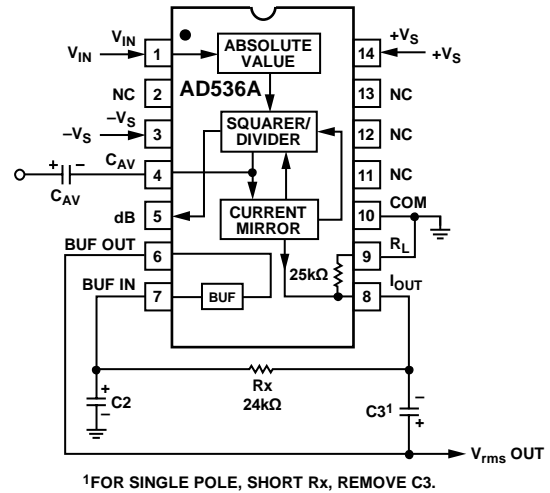 V_IN
V_IN
1
ABSOLUTE
VALUE
14
+V_S
+V_S
NC
2
AD536A
13
NC
–V_S
–V_S
3
SQUARER/
DIVIDER
12
NC
+ –
C_AV
C_AV
4
11
NC
dB
5
CURRENT
MIRROR
10
COM
BUF OUT
6
25kΩ
9
R_L
BUF IN
7
BUF
8
I_OUT
+
C2
–
Rx
24kΩ
–
C3¹
+
V_rms OUT
¹FOR SINGLE POLE, SHORT Rx, REMOVE C3.